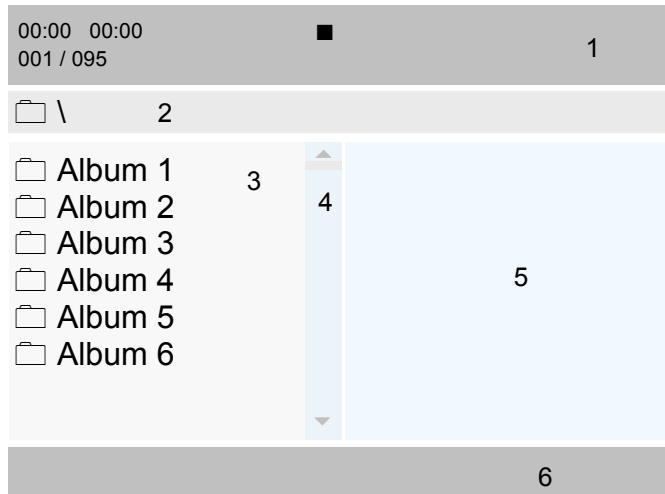 00:00 00:00 ■
001 / 095
1
\ 2
Album 1
3
Album 2
4
Album 3
Album 4
5
Album 5
Album 6
6